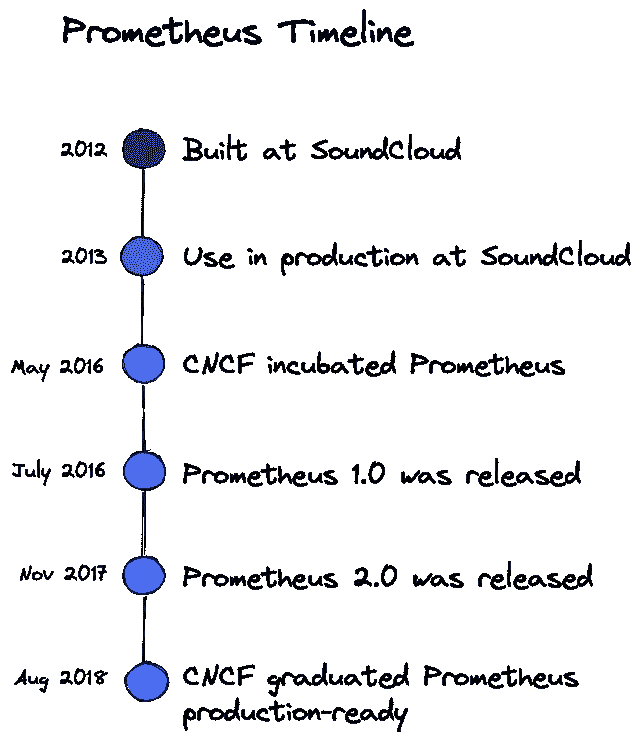 Prometheus Timeline
2012 Built at SoundCloud
2013 Use in production at SoundCloud
May 2016 CNCF incubated Prometheus
July 2016 Prometheus 1.0 was released
Nov 2017 Prometheus 2.0 was released
Aug 2018 CNCF graduated Prometheus
production-ready